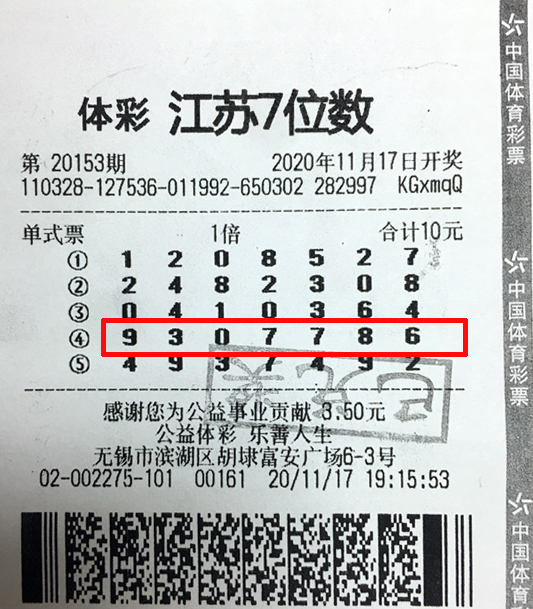 体彩 江苏7位数
第 20153期 2020年11月17日开奖
110328-127536-011992-650302 282997 KGxmqQ
单式票 1倍 合计10元
① 1 2 0 8 5 2 7
② 2 4 8 2 3 0 8
③ 0 4 1 0 3 6 4
④ 9 3 0 7 7 8 6
⑤ 4 9 3 7 4 9 2
已兑奖
感谢您为公益事业贡献 3.50元
公益体彩 乐善人生
无锡市滨湖区胡埭富安广场6-3号
02-002275-101 00161 20/11/17 19:15:53
中国体育彩票
中国体育彩票
中国体育